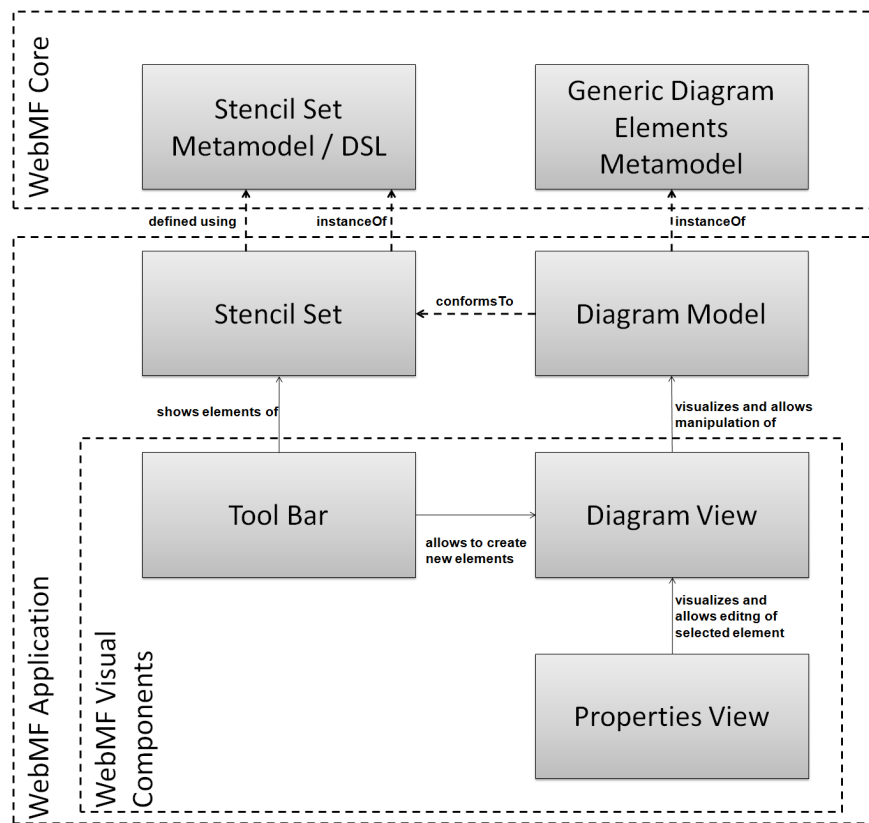 WebMF Core
Stencil Set
Metamodel / DSL
Generic Diagram
Elements
Metamodel
defined using
instanceOf
instanceOf
WebMF Application
Stencil Set
conformsTo
Diagram Model
shows elements of
visualizes and allows
manipulation of
WebMF Visual
Components
Tool Bar
Diagram View
allows to create
new elements
visualizes and
allows editng of
selected element
Properties View